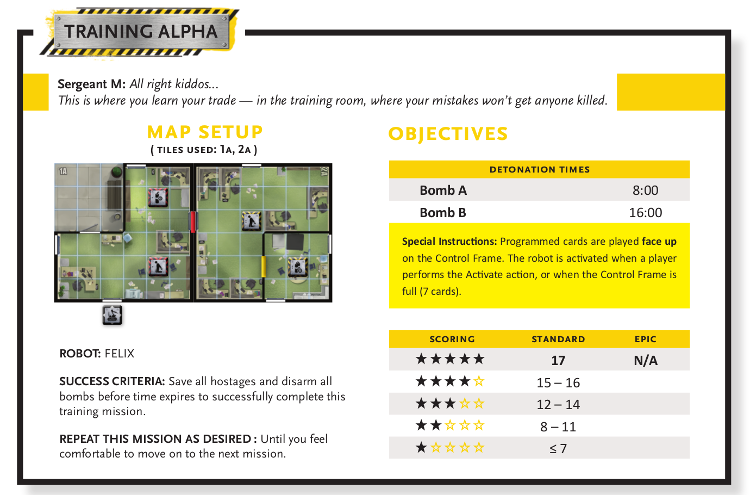 TRAINING ALPHA
Sergeant M: All right kiddos...
This is where you learn your trade — in the training room, where your mistakes won't get anyone killed.
MAP SETUP
( TILES USED: 1A, 2A )
1A
ROBOT: FELIX
SUCCESS CRITERIA: Save all hostages and disarm all
bombs before time expires to successfully complete this
training mission.
REPEAT THIS MISSION AS DESIRED : Until you feel
comfortable to move on to the next mission.
OBJECTIVES
DETONATION TIMES
Bomb A 8:00
Bomb B 16:00
Special Instructions: Programmed cards are played face up
on the Control Frame. The robot is activated when a player
performs the Activate action, or when the Control Frame is
full (7 cards).
SCORING STANDARD EPIC
★★★★★ 17 N/A
★★★★☆ 15 – 16
★★★☆☆ 12 – 14
★★☆☆☆ 8 – 11
★☆☆☆☆ ≤ 7